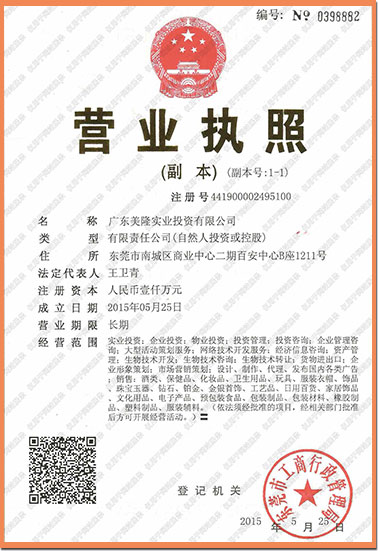 编号: № 0398882
营业执照
(副 本) (副本号:1-1)
注册号 441900002495100
名 称 广东美隆实业投资有限公司
类 型 有限责任公司(自然人投资或控股)
住 所 东莞市南城区商业中心二期百安中心B座1211号
法定代表人 王卫青
注册资本 人民币壹仟万元
成立日期 2015年05月25日
营业期限 长期
经营范围 实业投资;企业投资;物业投资;投资管理;投资咨询;企业管理咨
询;大型活动策划服务;网络技术开发服务;经济信息咨询;资产管
理;生物技术开发;生物技术咨询;生物技术转让;货物进出口;企
业形象策划;市场营销策划;设计、制作、代理、发布国内各类广告
;销售:酒类、保健品、化妆品、卫生用品、玩具、服装衣帽、饰品
、珠宝玉器、钻石、铂金、金银首饰、工艺品、日用百货、家居饰品
、文化用品、电子产品、预包装食品、包装制品、包装材料、橡胶制
品、塑料制品、服装辅料。(依法须经批准的项目,经相关部门批准
后方可开展经营活动。)
登记机关
东莞市工商行政管理局
2015 年 5 月 25 日